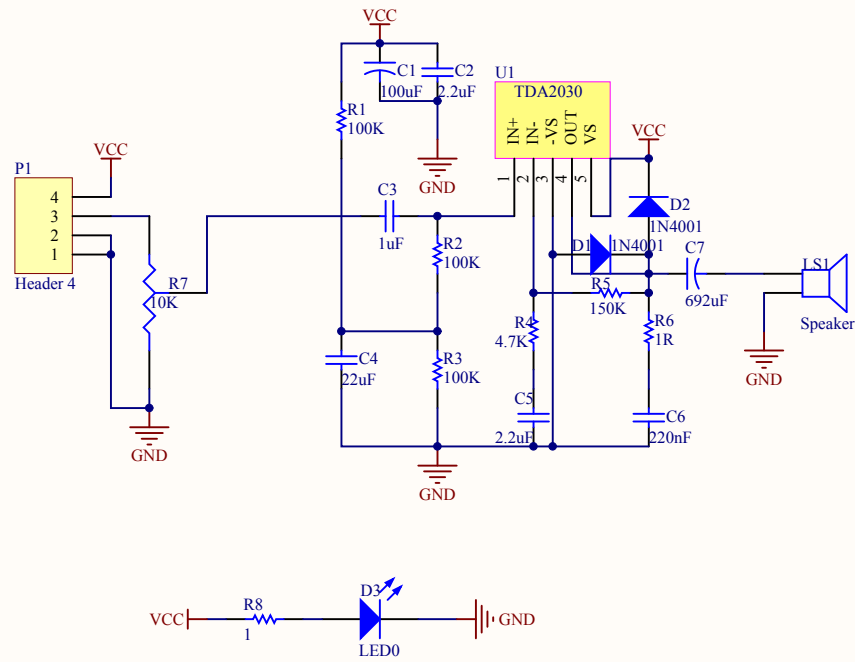 VCC
C1
C2
100uF
2.2uF
U1
TDA2030
R1
100K
IN+
IN-
-VS
OUT
VS
VCC
VCC
P1
GND
1
2
3
4
5
4
3
2
1
C3
D2
1N4001
1uF
R2
100K
D1
1N4001
C7
LS1
Header 4
R7
10K
R5
150K
692uF
R4
4.7K
R6
1R
Speaker
C4
22uF
R3
100K
GND
C5
2.2uF
C6
220nF
GND
GND
D3
R8
VCC
1
GND
LED0